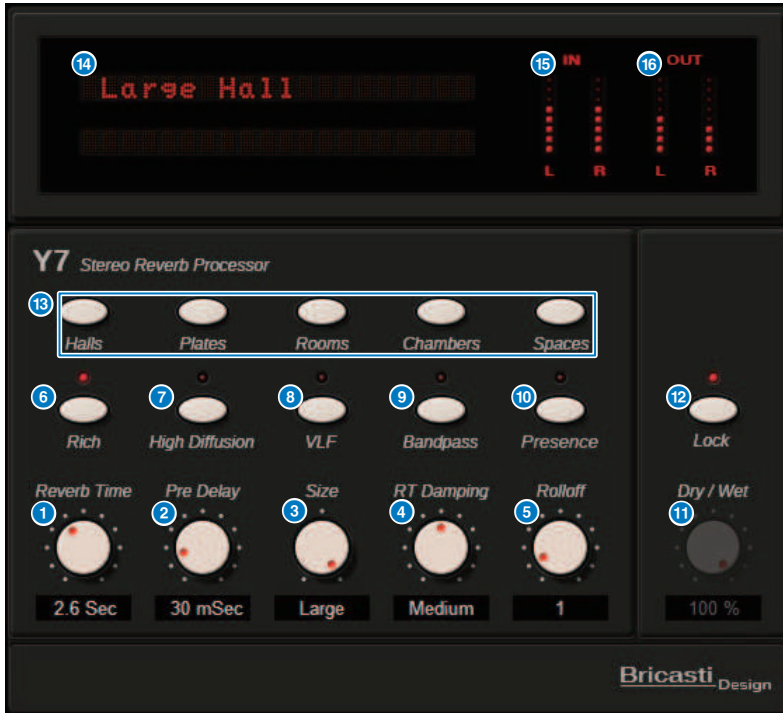 14 15 IN 16 OUT
Large Hall
L R L R
Y7 Stereo Reverb Processor
13
Halls Plates Rooms Chambers Spaces
6 7 8 9 10 12
Rich High Diffusion VLF Bandpass Presence Lock
Reverb Time Pre Delay Size RT Damping Rolloff Dry / Wet
1 2 3 4 5 11
2.6 Sec 30 mSec Large Medium 1 100 %
Bricasti Design